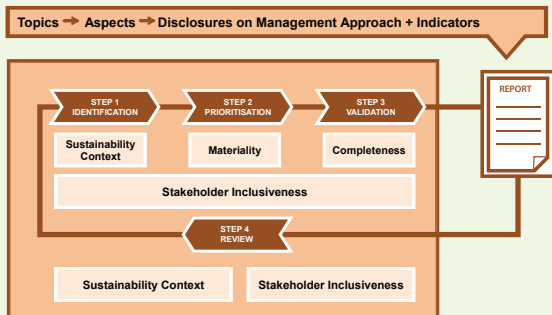 Topics → Aspects → Disclosures on Management Approach + Indicators
REPORT
STEP 1
IDENTIFICATION
STEP 2
PRIORITISATION
STEP 3
VALIDATION
Sustainability
Context
Materiality
Completeness
Stakeholder Inclusiveness
STEP 4
REVIEW
Sustainability Context
Stakeholder Inclusiveness